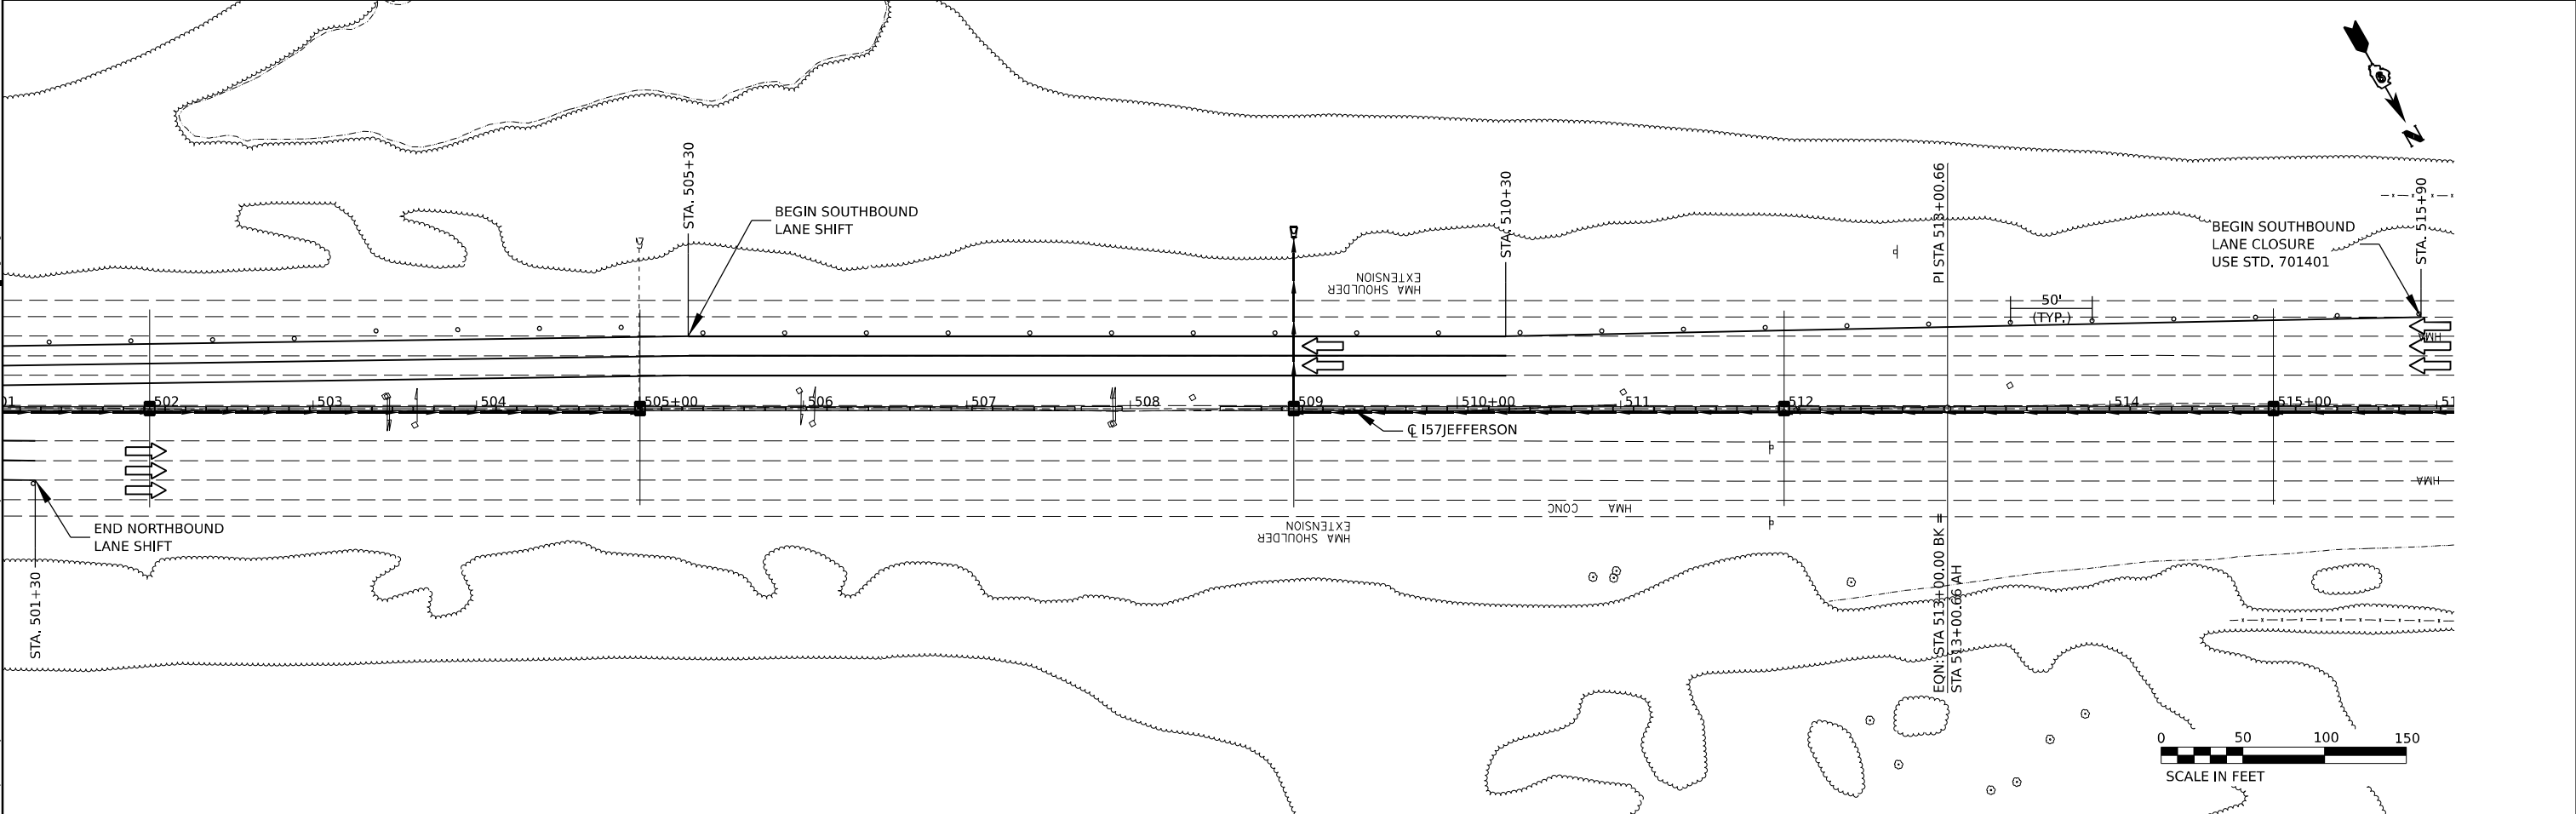 N
STA. 505+30
BEGIN SOUTHBOUND
LANE SHIFT
STA. 510+30
PI STA 513+00.66
STA. 515+90
BEGIN SOUTHBOUND
LANE CLOSURE
USE STD. 701401
HMA SHOULDER
EXTENSION
50'
(TYP.)
HMA
01
502
503
504
505+00
506
507
508
509
510+00
511
512
514
515+00
51
℄ I57JEFFERSON
HMA
CONC
HMA
HMA SHOULDER
EXTENSION
END NORTHBOUND
LANE SHIFT
STA. 501+30
EQN: STA 513+00.00 BK =
STA 513+00.66 AH
0 50 100 150
SCALE IN FEET